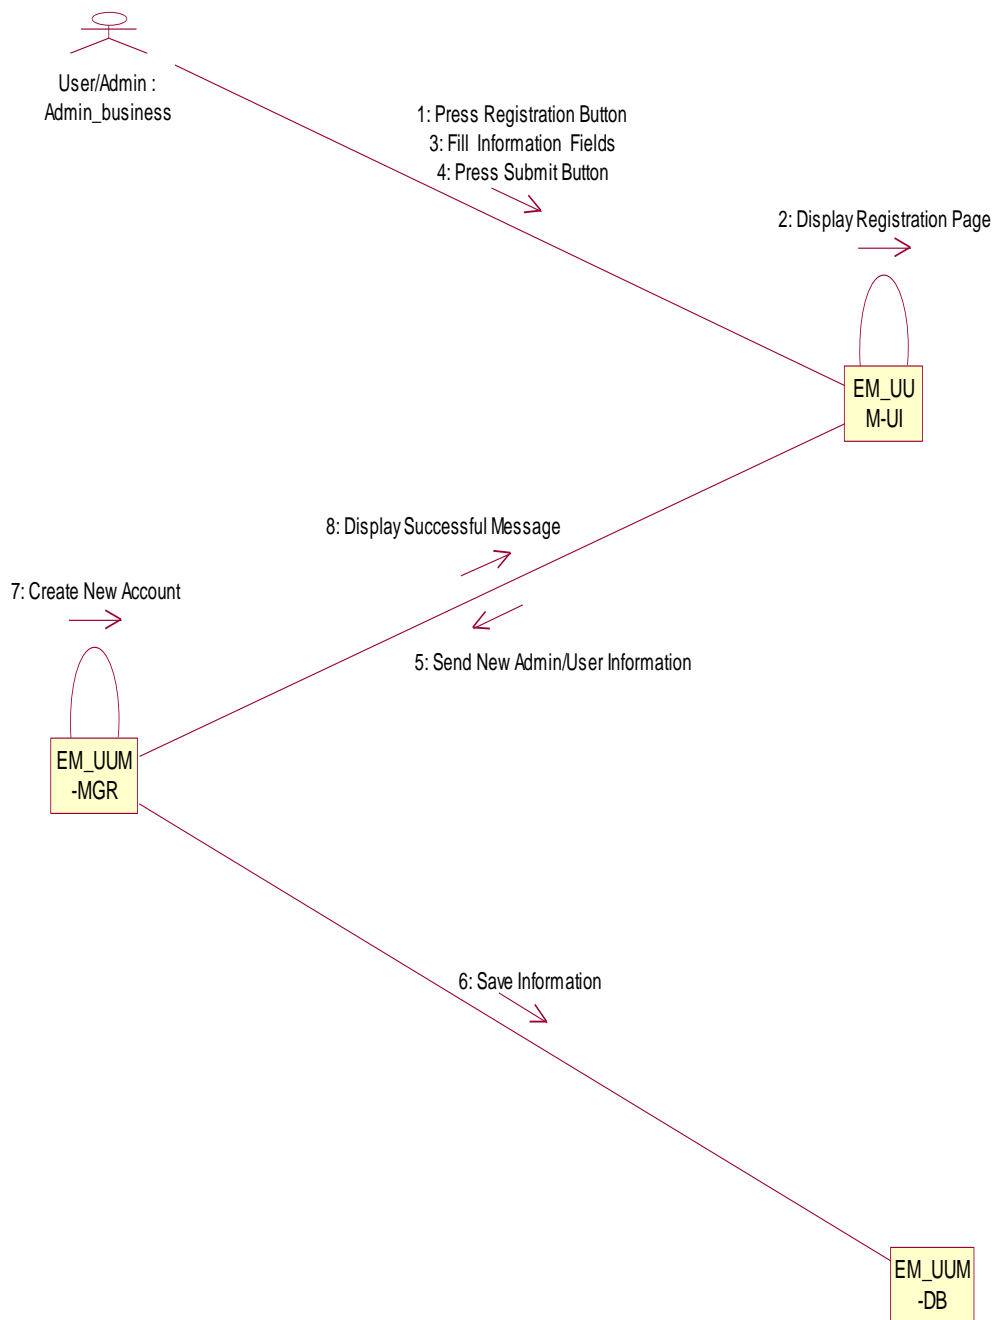 User/Admin :
Admin_business
1: Press Registration Button
3: Fill Information Fields
4: Press Submit Button
2: Display Registration Page
EM_UU
M-UI
8: Display Successful Message
7: Create New Account
5: Send New Admin/User Information
EM_UUM
-MGR
6: Save Information
EM_UUM
-DB